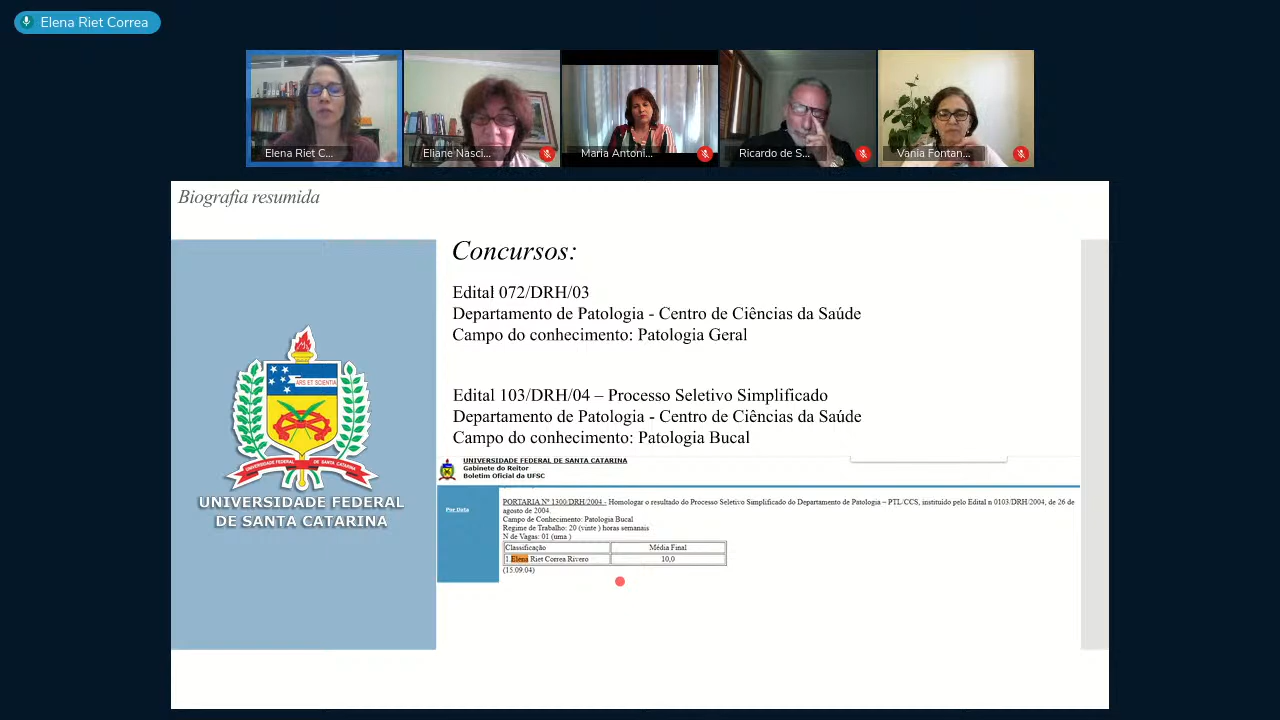 Elena Riet Correa
Elena Riet C...
Eliane Nasci...
Maria Antoni...
Ricardo de S...
Vania Fontan...
Biografia resumida
Concursos:
Edital 072/DRH/03
Departamento de Patologia - Centro de Ciências da Saúde
Campo do conhecimento: Patologia Geral
Edital 103/DRH/04 – Processo Seletivo Simplificado
Departamento de Patologia - Centro de Ciências da Saúde
Campo do conhecimento: Patologia Bucal
ARS ET SCIENTIA
UNIVERSIDADE FEDERAL DE SANTA CATARINA
UNIVERSIDADE FEDERAL
DE SANTA CATARINA
UNIVERSIDADE FEDERAL DE SANTA CATARINA
Gabinete do Reitor
Boletim Oficial da UFSC
Por Data
PORTARIA Nº 1300/DRH/2004 - Homologar o resultado do Processo Seletivo Simplificado do Departamento de Patologia – PTL/CCS, instituído pelo Edital n 0103/DRH/2004, de 26 de
agosto de 2004.
Campo de Conhecimento: Patologia Bucal
Regime de Trabalho: 20 (vinte ) horas semanais
N de Vagas: 01 (uma )
Classificação Média Final
1 Elena Riet Correa Rivero 10,0
(15.09.04)